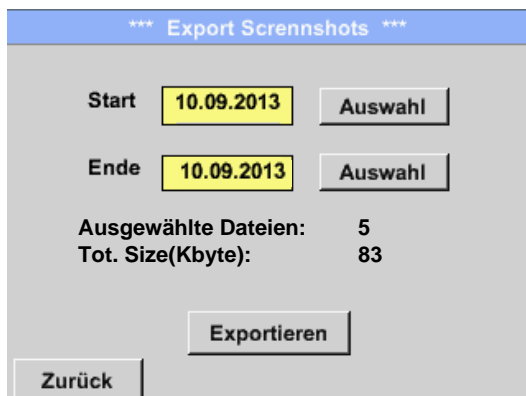 *** Export Scrennshots ***
Start 10.09.2013 Auswahl
Ende 10.09.2013 Auswahl
Ausgewählte Dateien: 5
Tot. Size(Kbyte): 83
Exportieren
Zurück